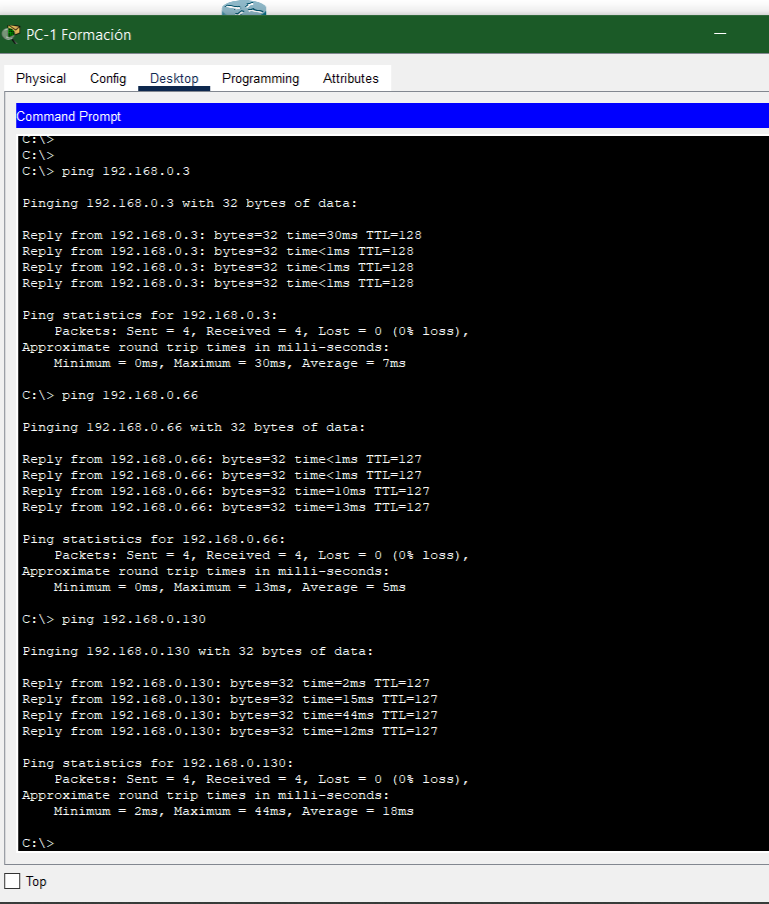 PC-1 Formación
Physical Config Desktop Programming Attributes
Command Prompt
C:\>
C:\>
C:\> ping 192.168.0.3
Pinging 192.168.0.3 with 32 bytes of data:
Reply from 192.168.0.3: bytes=32 time=30ms TTL=128
Reply from 192.168.0.3: bytes=32 time<1ms TTL=128
Reply from 192.168.0.3: bytes=32 time<1ms TTL=128
Reply from 192.168.0.3: bytes=32 time<1ms TTL=128
Ping statistics for 192.168.0.3:
Packets: Sent = 4, Received = 4, Lost = 0 (0% loss),
Approximate round trip times in milli-seconds:
Minimum = 0ms, Maximum = 30ms, Average = 7ms
C:\> ping 192.168.0.66
Pinging 192.168.0.66 with 32 bytes of data:
Reply from 192.168.0.66: bytes=32 time<1ms TTL=127
Reply from 192.168.0.66: bytes=32 time<1ms TTL=127
Reply from 192.168.0.66: bytes=32 time=10ms TTL=127
Reply from 192.168.0.66: bytes=32 time=13ms TTL=127
Ping statistics for 192.168.0.66:
Packets: Sent = 4, Received = 4, Lost = 0 (0% loss),
Approximate round trip times in milli-seconds:
Minimum = 0ms, Maximum = 13ms, Average = 5ms
C:\> ping 192.168.0.130
Pinging 192.168.0.130 with 32 bytes of data:
Reply from 192.168.0.130: bytes=32 time=2ms TTL=127
Reply from 192.168.0.130: bytes=32 time=15ms TTL=127
Reply from 192.168.0.130: bytes=32 time=44ms TTL=127
Reply from 192.168.0.130: bytes=32 time=12ms TTL=127
Ping statistics for 192.168.0.130:
Packets: Sent = 4, Received = 4, Lost = 0 (0% loss),
Approximate round trip times in milli-seconds:
Minimum = 2ms, Maximum = 44ms, Average = 18ms
C:\>
Top